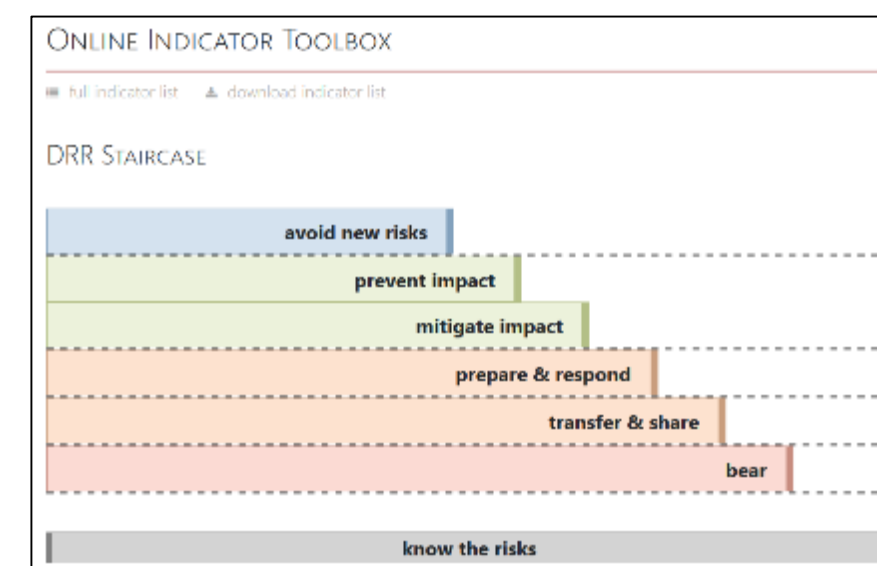 Online Indicator Toolbox
full indicator list download indicator list
DRR Staircase
avoid new risks
prevent impact
mitigate impact
prepare & respond
transfer & share
bear
know the risks